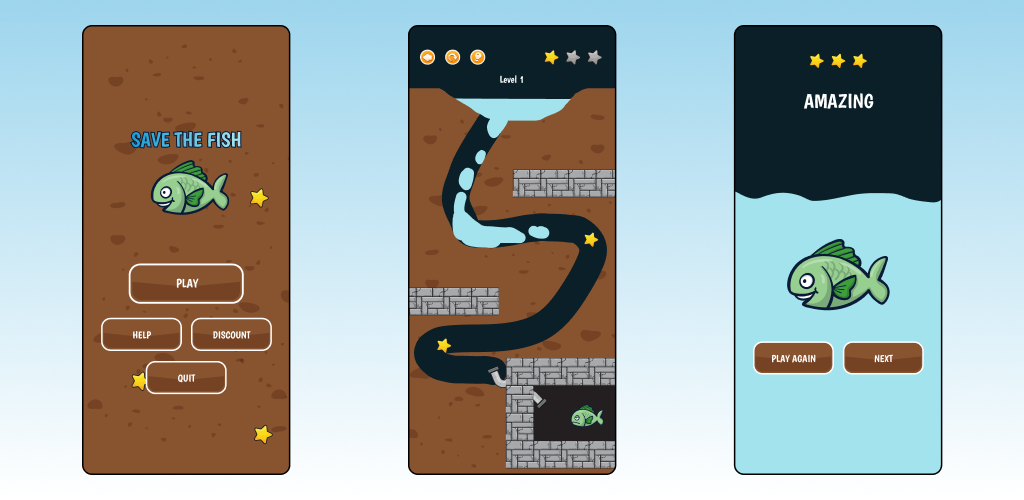 SAVE THE FISH
PLAY
HELP
DISCOUNT
QUIT
Level 1
AMAZING
PLAY AGAIN
NEXT